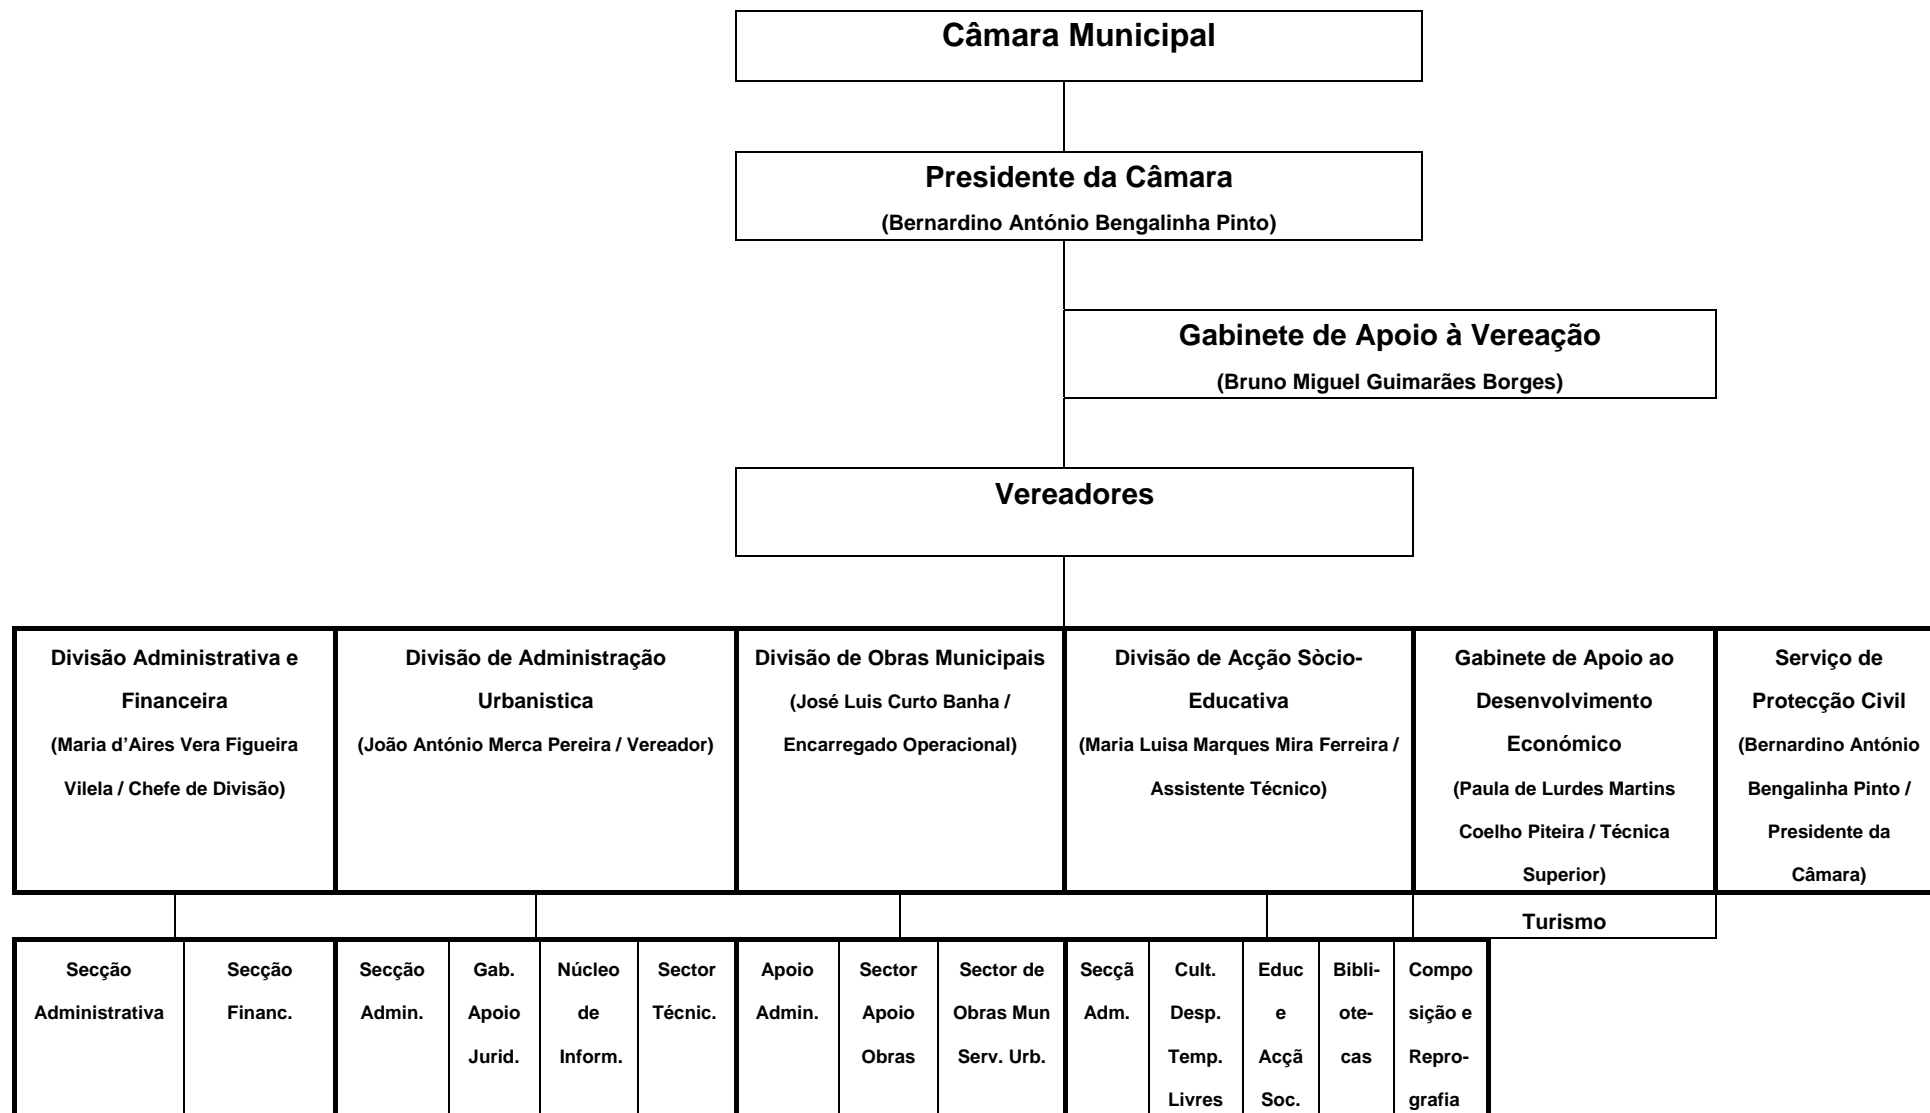 Câmara Municipal
Presidente da Câmara
(Bernardino António Bengalinha Pinto)
Gabinete de Apoio à Vereação
(Bruno Miguel Guimarães Borges)
Vereadores
Divisão Administrativa e
Financeira
(Maria d’Aires Vera Figueira
Vilela / Chefe de Divisão)
Divisão de Administração
Urbanistica
(João António Merca Pereira / Vereador)
Divisão de Obras Municipais
(José Luis Curto Banha /
Encarregado Operacional)
Divisão de Acção Sòcio-
Educativa
(Maria Luisa Marques Mira Ferreira /
Assistente Técnico)
Gabinete de Apoio ao
Desenvolvimento
Económico
(Paula de Lurdes Martins
Coelho Piteira / Técnica
Superior)
Serviço de
Protecção Civil
(Bernardino António
Bengalinha Pinto /
Presidente da
Câmara)
Turismo
Secção
Administrativa
Secção
Financ.
Secção
Admin.
Gab.
Apoio
Jurid.
Núcleo
de
Inform.
Sector
Técnic.
Apoio
Admin.
Sector
Apoio
Obras
Sector de
Obras Mun
Serv. Urb.
Secçã
Adm.
Cult.
Desp.
Temp.
Livres
Educ
e
Acçã
Soc.
Bibli-
ote-
cas
Compo
sição e
Repro-
grafia